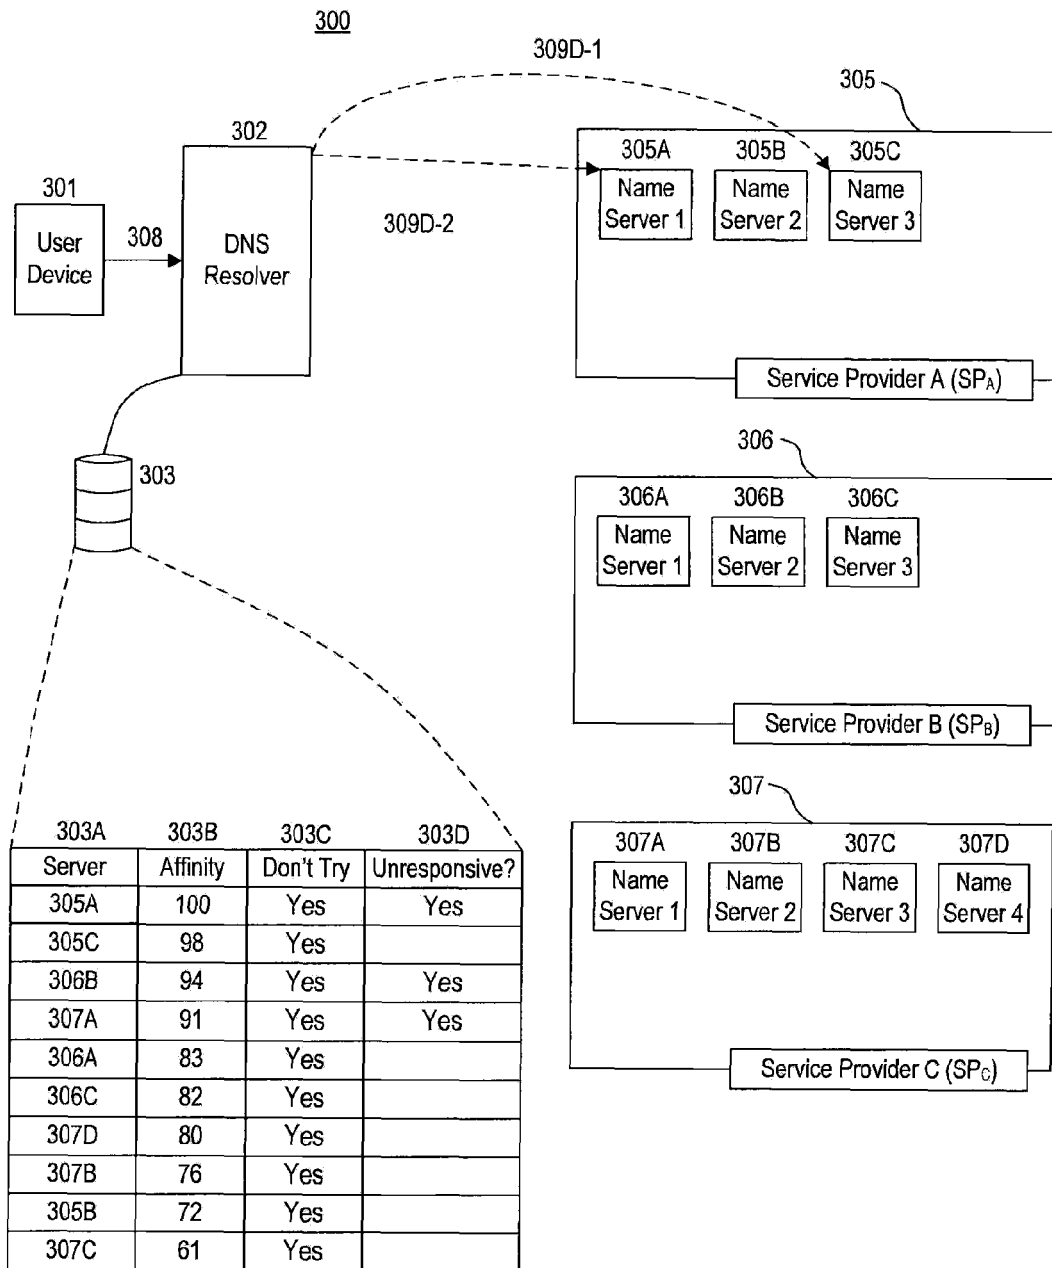 300
309D-1
305
302
305A 305B 305C
301
Name Server 1
Name Server 2
Name Server 3
308
309D-2
User Device
DNS Resolver
Service Provider A (SPA)
303
306
306A 306B 306C
Name Server 1
Name Server 2
Name Server 3
Service Provider B (SPB)
307
307A 307B 307C 307D
Name Server 1
Name Server 2
Name Server 3
Name Server 4
Service Provider C (SPC)
303A 303B 303C 303D
Server Affinity Don't Try Unresponsive?
305A 100 Yes Yes
305C 98 Yes
306B 94 Yes Yes
307A 91 Yes Yes
306A 83 Yes
306C 82 Yes
307D 80 Yes
307B 76 Yes
305B 72 Yes
307C 61 Yes